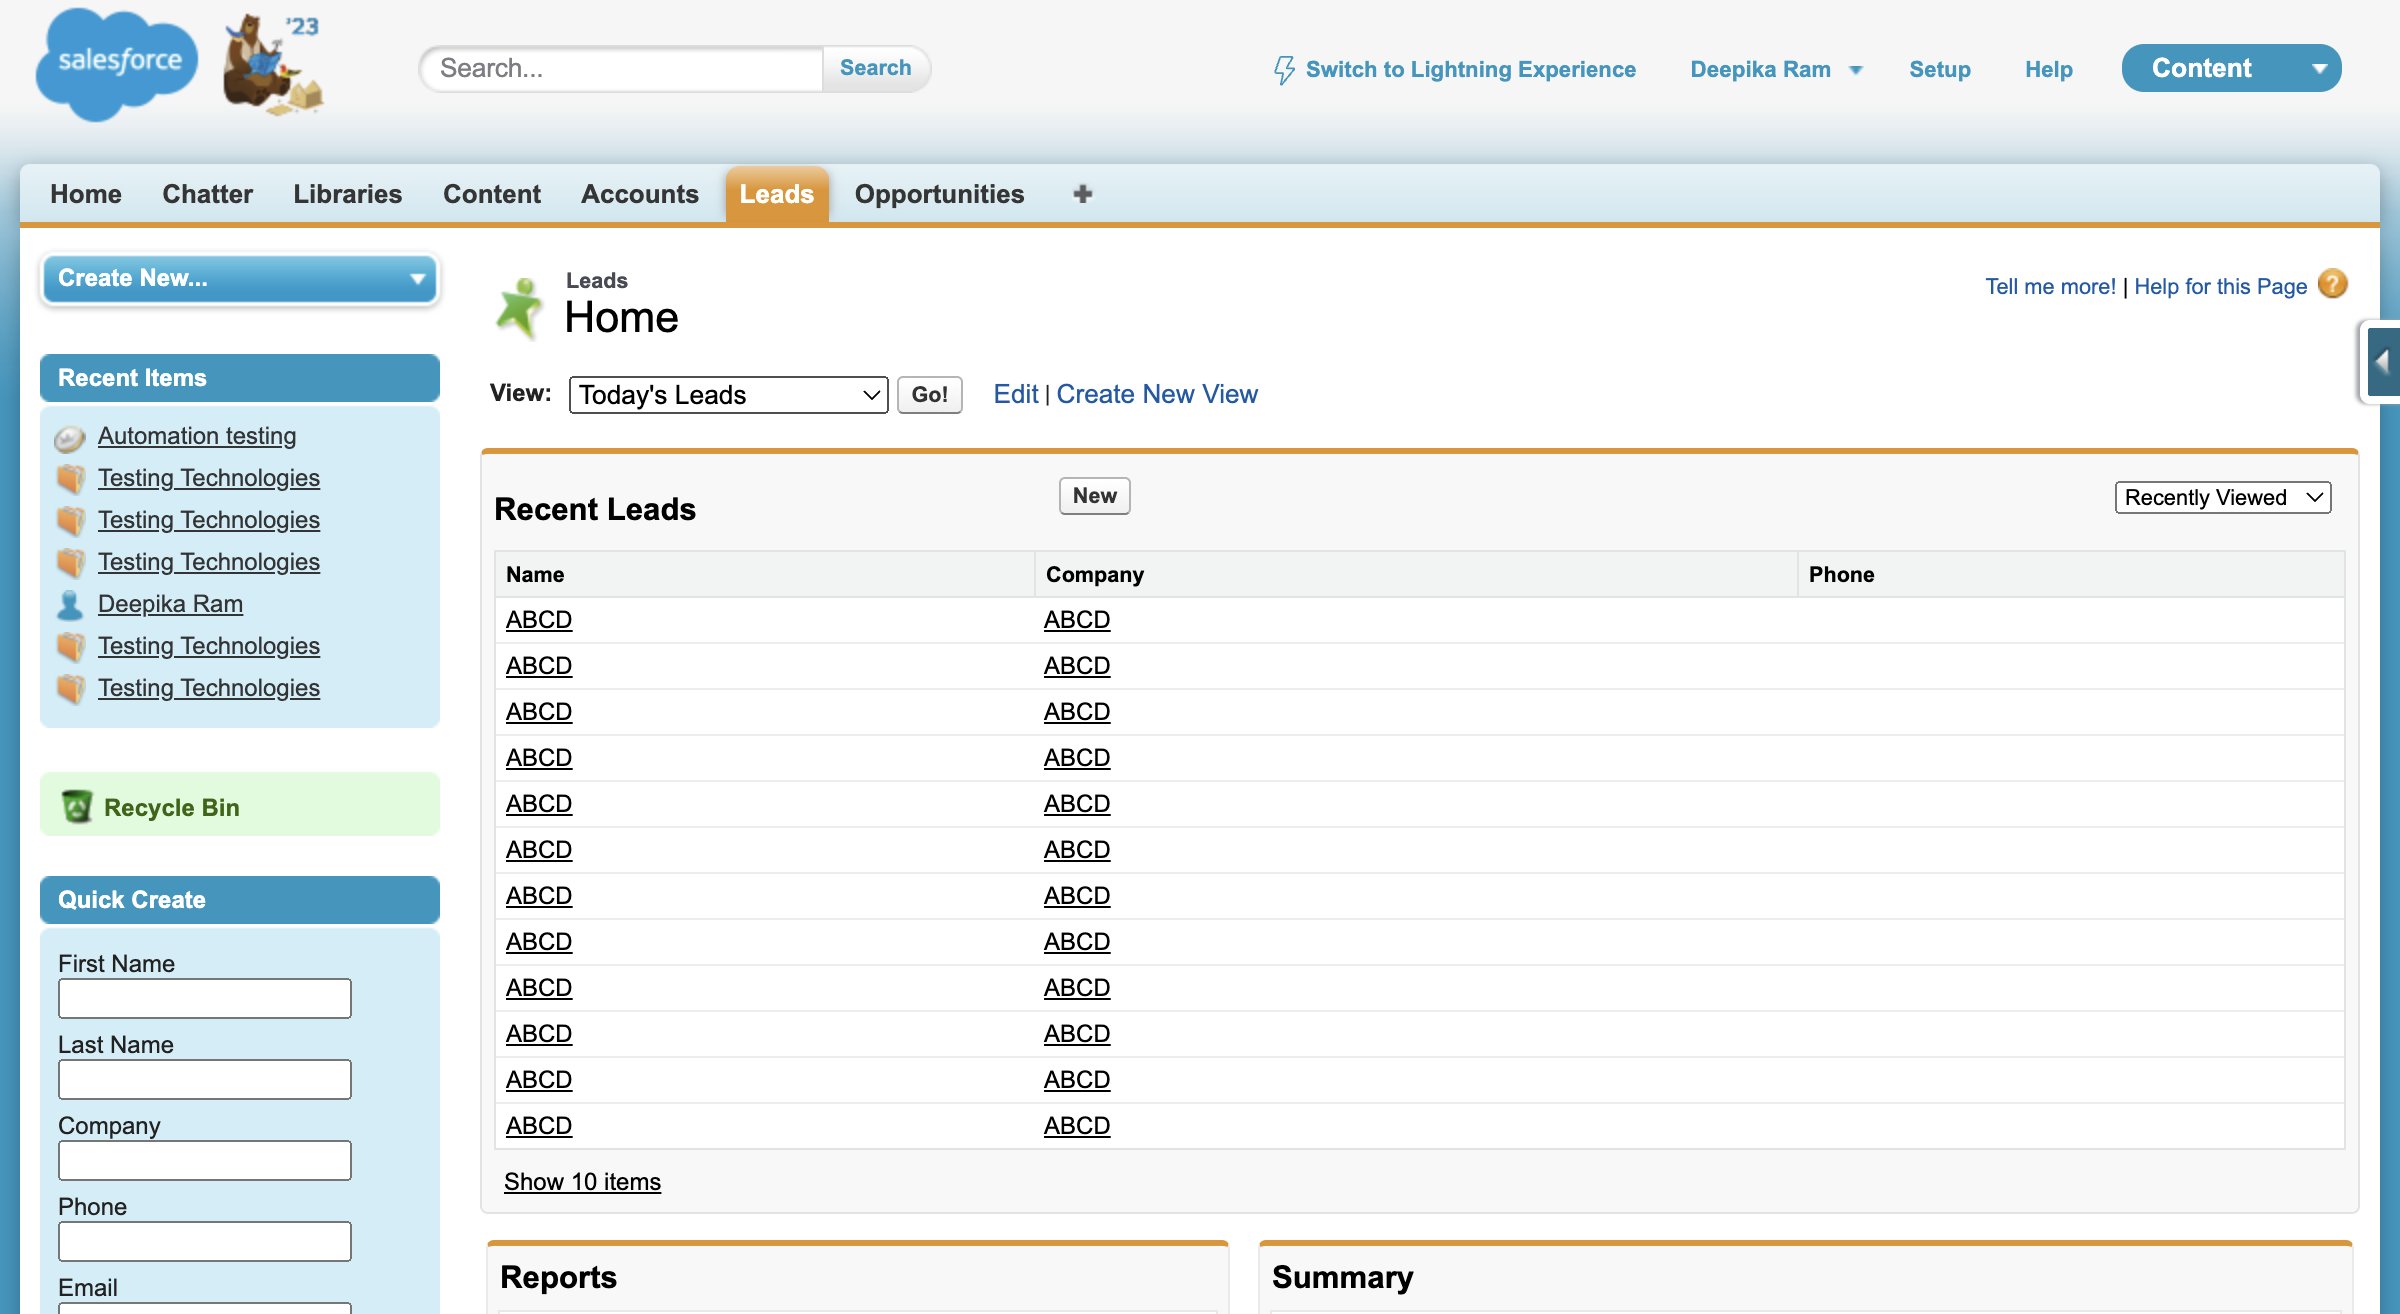 salesforce
'23
Search...
Search
Switch to Lightning Experience
Deepika Ram
Setup
Help
Content
Home
Chatter
Libraries
Content
Accounts
Leads
Opportunities
Create New...
Recent Items
Automation testing
Testing Technologies
Testing Technologies
Testing Technologies
Deepika Ram
Testing Technologies
Testing Technologies
Recycle Bin
Quick Create
First Name
Last Name
Company
Phone
Email
Leads
Home
Tell me more! | Help for this Page ?
View: Today's Leads Go! Edit | Create New View
Recent Leads New Recently Viewed
Name Company Phone
ABCD ABCD
ABCD ABCD
ABCD ABCD
ABCD ABCD
ABCD ABCD
ABCD ABCD
ABCD ABCD
ABCD ABCD
ABCD ABCD
ABCD ABCD
ABCD ABCD
ABCD ABCD
Show 10 items
Reports
Summary